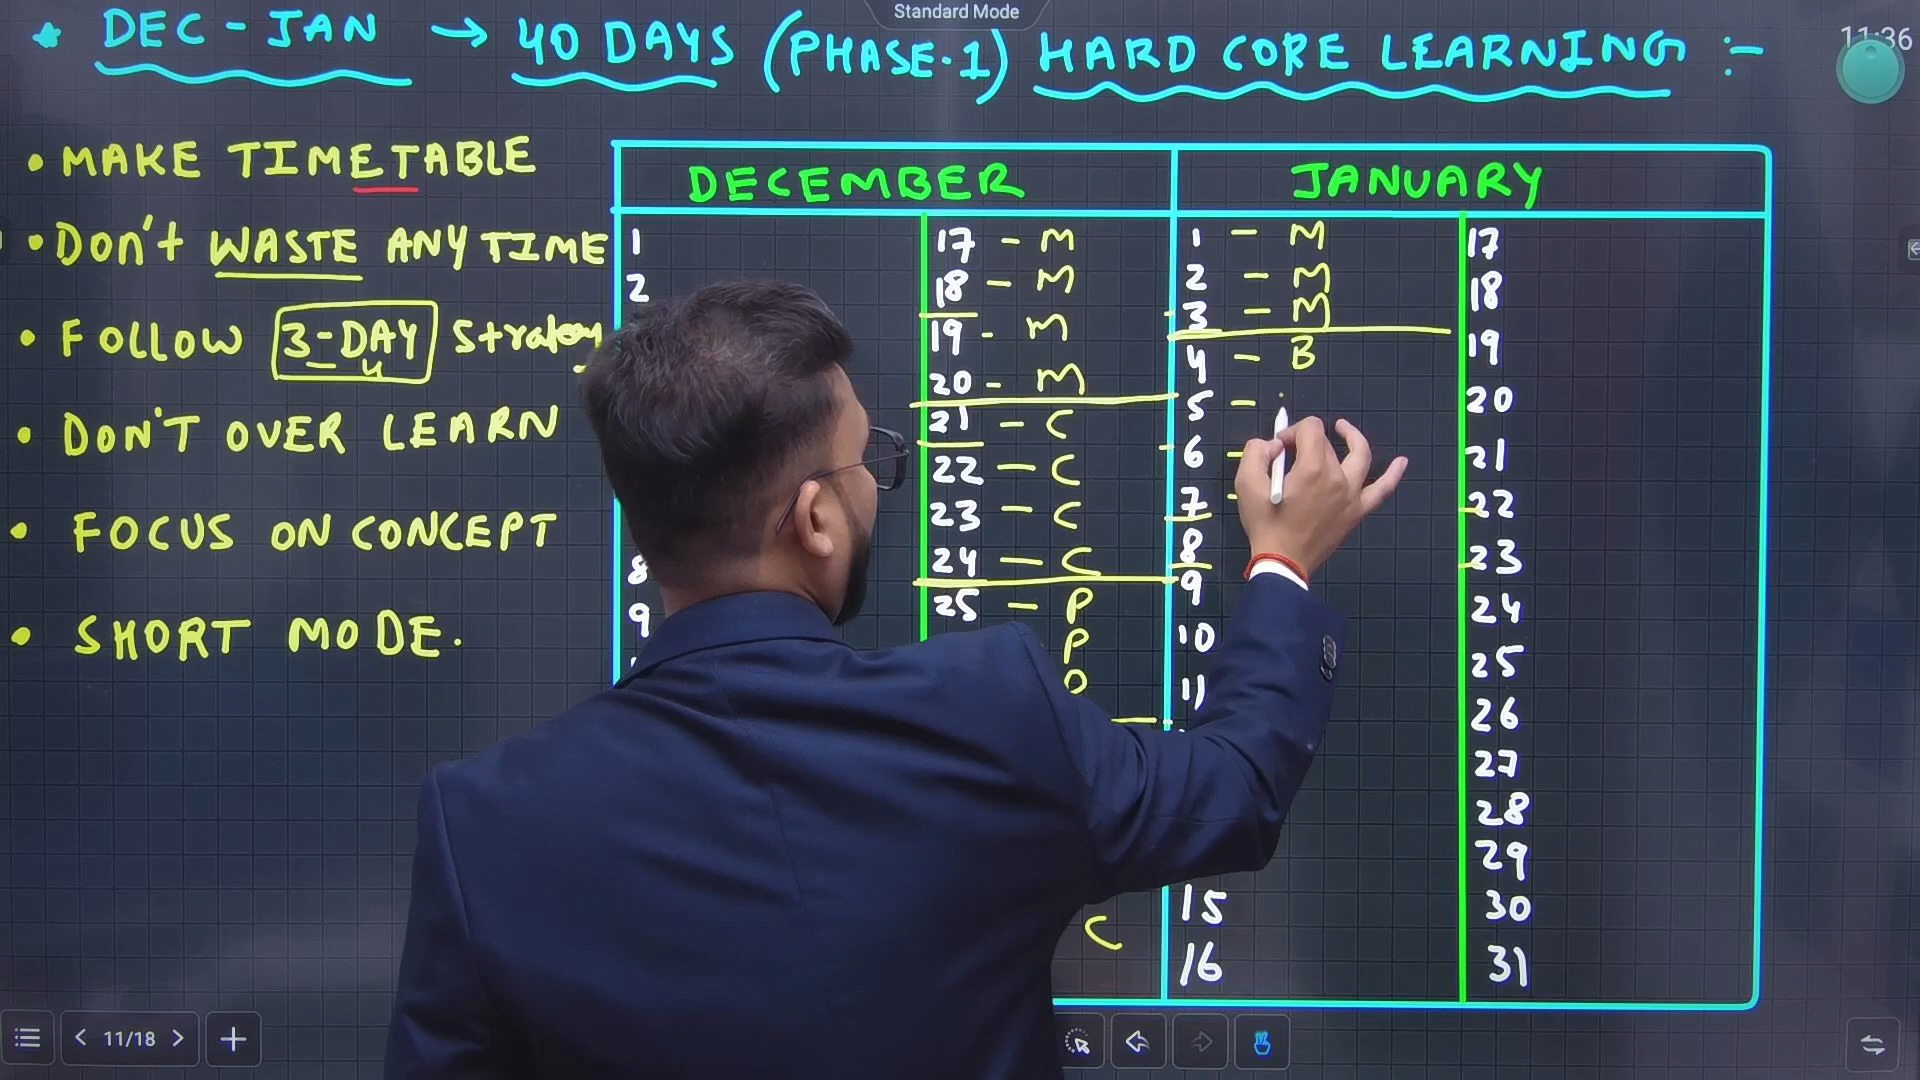 Standard Mode
11:36
DEC - JAN → 40 DAYS (PHASE-1) HARD CORE LEARNING :-
• MAKE TIMETABLE
• Don't WASTE ANY TIME
• FOLLOW 3-DAY Strategy
• DON'T OVER LEARN
• FOCUS ON CONCEPT
• SHORT MODE.
DECEMBER
1
2
8
9
17 - M
18 - M
19 - M
20 - M
21 - C
22 - C
23 - C
24 - C
25 - P
P
C
JANUARY
1 - M
2 - M
3 - M
4 - B
5 -
6 -
7 -
8
9
10
11
15
16
17
18
19
20
21
22
23
24
25
26
27
28
29
30
31
11/18